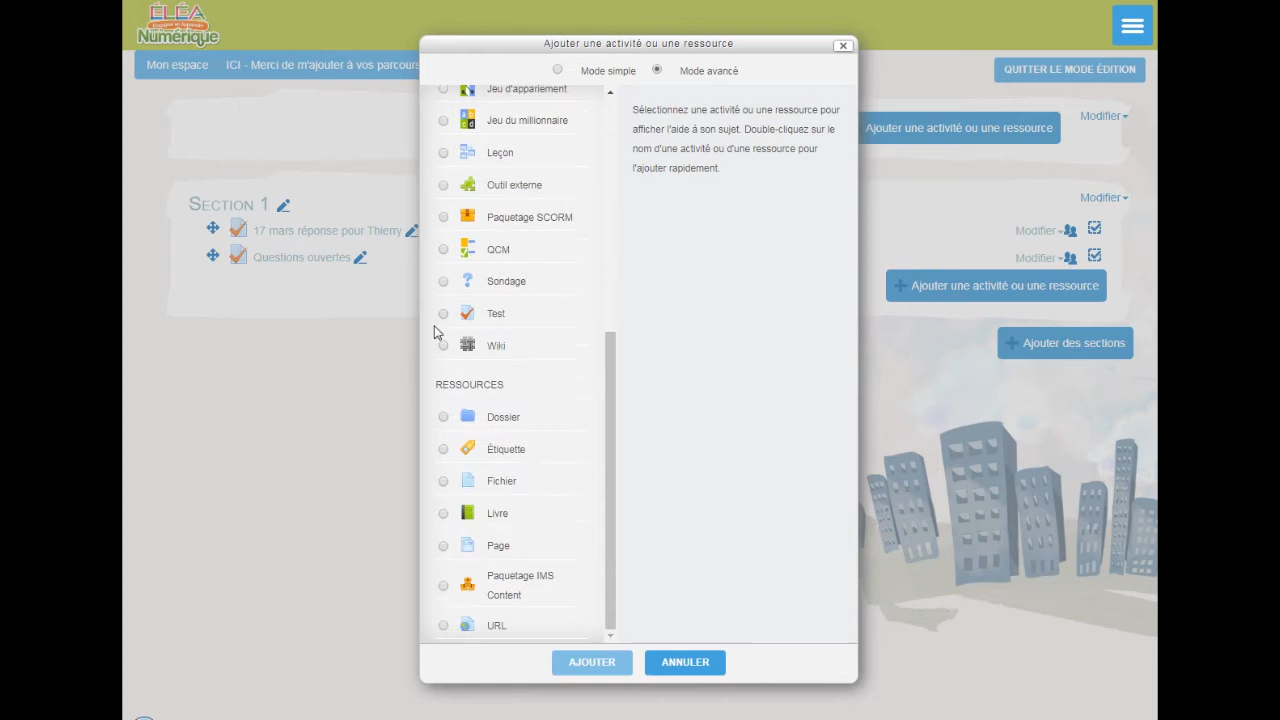 ÉLÉA
Numérique
Mon espace
ICI - Merci de m'ajouter à vos parcours
QUITTER LE MODE ÉDITION
Ajouter une activité ou une ressource
Mode simple
Mode avancé
Jeu d'appariement
Jeu du millionnaire
Leçon
Outil externe
Paquetage SCORM
QCM
Sondage
Test
Wiki
RESSOURCES
Dossier
Étiquette
Fichier
Livre
Page
Paquetage IMS
Content
URL
Sélectionnez une activité ou une ressource pour
afficher l'aide à son sujet. Double-cliquez sur le
nom d'une activité ou d'une ressource pour
l'ajouter rapidement.
AJOUTER
ANNULER
Ajouter une activité ou une ressource
Modifier
SECTION 1
Modifier
17 mars réponse pour Thierry
Modifier
Questions ouvertes
Modifier
Ajouter une activité ou une ressource
Ajouter des sections